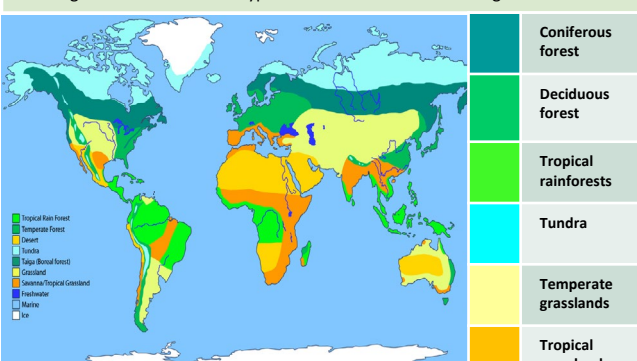 Tropical Rain Forest
Temperate Forest
Desert
Tundra
Taiga (Boreal forest)
Grassland
Savanna/Tropical Grassland
Freshwater
Marine
Ice
Coniferous
forest
Deciduous
forest
Tropical
rainforests
Tundra
Temperate
grasslands
Tropical